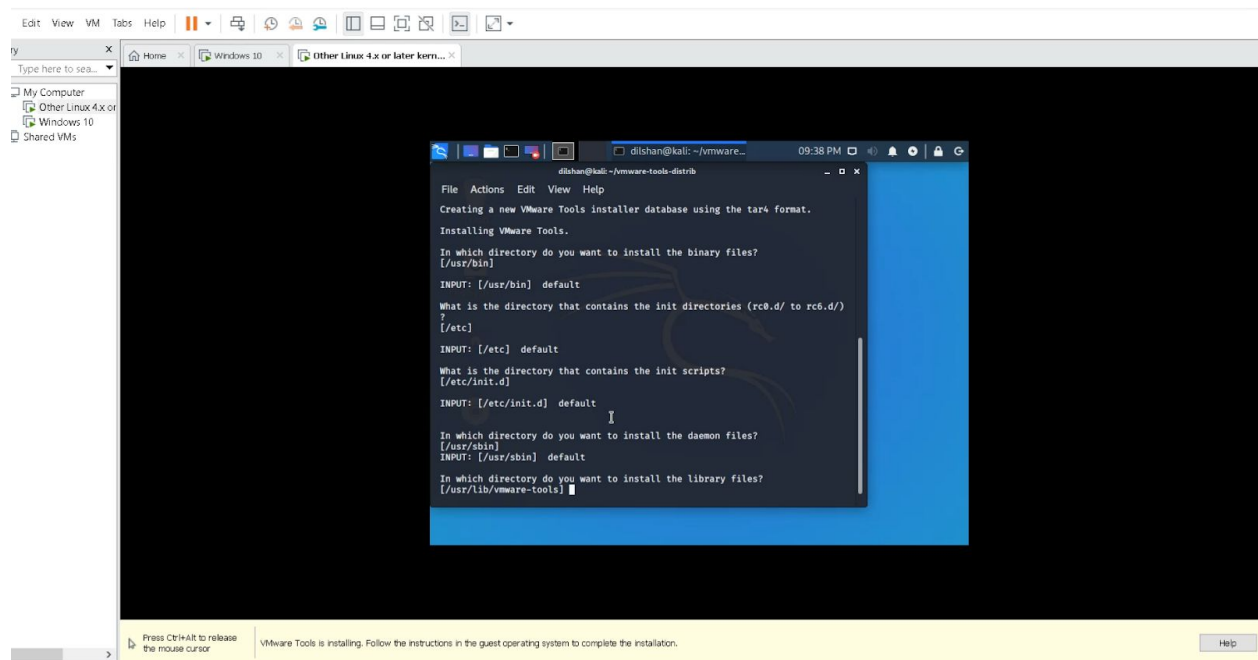 Edit View VM Tabs Help
ry x
Type here to sea...
My Computer
Other Linux 4.x or
Windows 10
Shared VMs
Home
Windows 10
Other Linux 4.x or later kern...
dilshan@kali: ~/vmware...
09:38 PM
dilshan@kali: ~/vmware-tools-distrib
File Actions Edit View Help
Creating a new VMware Tools installer database using the tar4 format.
Installing VMware Tools.
In which directory do you want to install the binary files?
[/usr/bin]
INPUT: [/usr/bin] default
What is the directory that contains the init directories (rc0.d/ to rc6.d/)
?
[/etc]
INPUT: [/etc] default
What is the directory that contains the init scripts?
[/etc/init.d]
INPUT: [/etc/init.d] default
In which directory do you want to install the daemon files?
[/usr/sbin]
INPUT: [/usr/sbin] default
In which directory do you want to install the library files?
[/usr/lib/vmware-tools]
Press Ctrl+Alt to release
the mouse cursor
VMware Tools is installing. Follow the instructions in the guest operating system to complete the installation.
Help